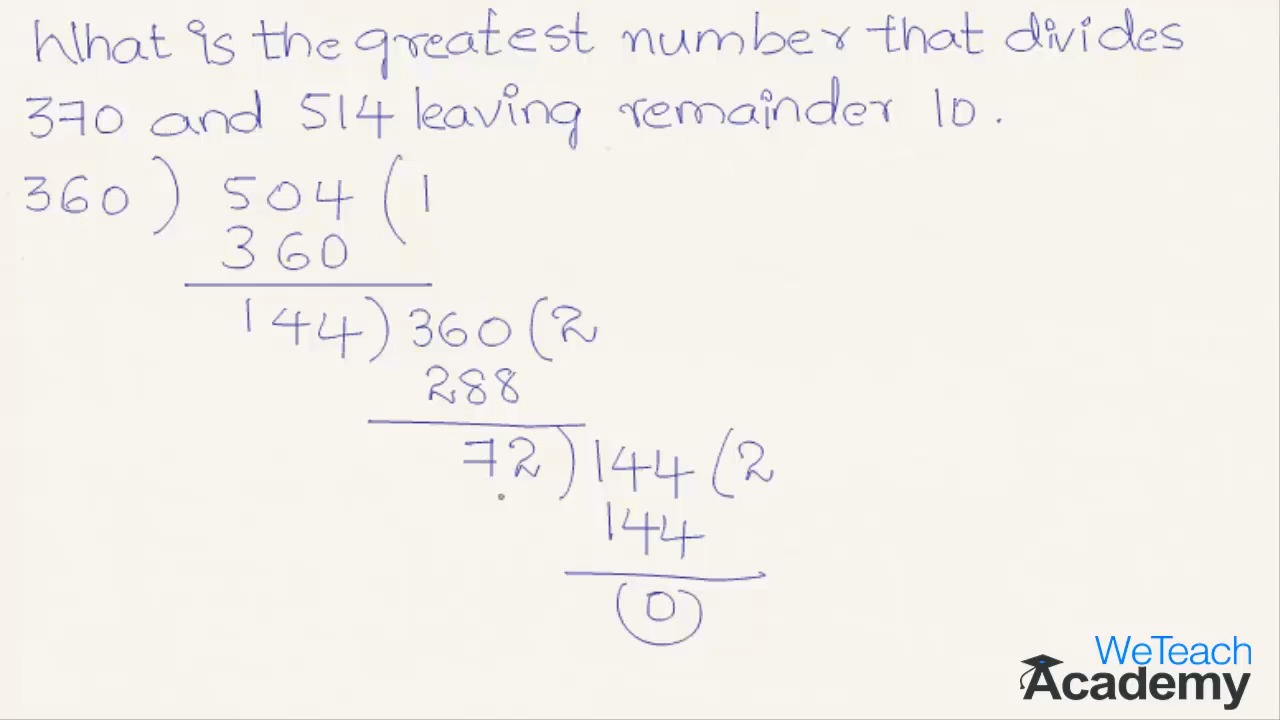 What is the greatest number that divides
370 and 514 leaving remainder 10.
360 ) 504 ( 1
360
144 ) 360 ( 2
288
72 ) 144 ( 2
144
0
WeTeach
Academy